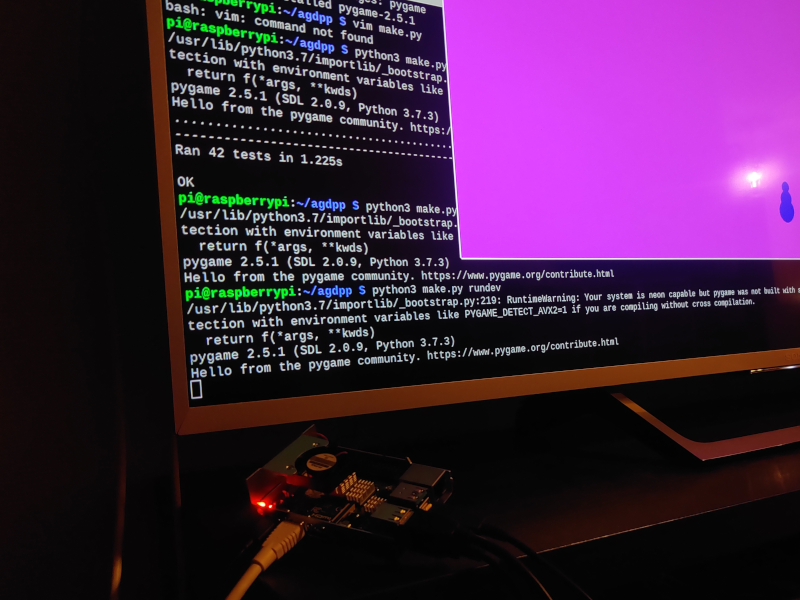 talled pygame-2.5.1
pi@raspberrypi:~/agdpp $ vim make.py
bash: vim: command not found
pi@raspberrypi:~/agdpp $ python3 make.py
/usr/lib/python3.7/importlib/_bootstrap.
tection with environment variables like
return f(*args, **kwds)
pygame 2.5.1 (SDL 2.0.9, Python 3.7.3)
Hello from the pygame community. https:/
Ran 42 tests in 1.225s
OK
pi@raspberrypi:~/agdpp $ python3 make.py
/usr/lib/python3.7/importlib/_bootstrap.
tection with environment variables like
return f(*args, **kwds)
pygame 2.5.1 (SDL 2.0.9, Python 3.7.3)
Hello from the pygame community. https://www.pygame.org/contribute.html
pi@raspberrypi:~/agdpp $ python3 make.py rundev
/usr/lib/python3.7/importlib/_bootstrap.py:219: RuntimeWarning: Your system is neon capable but pygame was not built with
tection with environment variables like PYGAME_DETECT_AVX2=1 if you are compiling without cross compilation.
return f(*args, **kwds)
pygame 2.5.1 (SDL 2.0.9, Python 3.7.3)
Hello from the pygame community. https://www.pygame.org/contribute.html